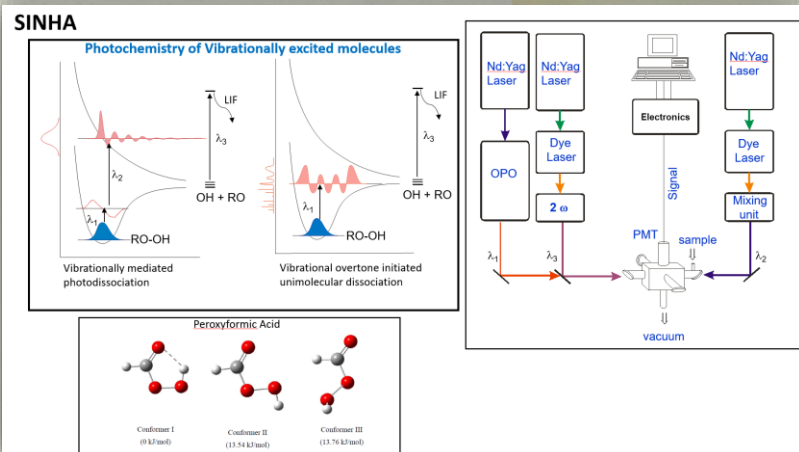 SINHA
Photochemistry of Vibrationally excited molecules
LIF
λ3
λ2
λ1
OH + RO
RO-OH
Vibrationally mediated
photodissociation
LIF
λ3
λ1
OH + RO
RO-OH
Vibrational overtone initiated
unimolecular dissociation
Peroxyformic Acid
Conformer I
(0 kJ/mol)
Conformer II
(13.54 kJ/mol)
Conformer III
(13.76 kJ/mol)
Nd:Yag
Laser
Nd:Yag
Laser
Nd:Yag
Laser
Electronics
OPO
Dye
Laser
Dye
Laser
2 ω
Mixing
unit
Signal
PMT
sample
λ1
λ3
λ2
vacuum